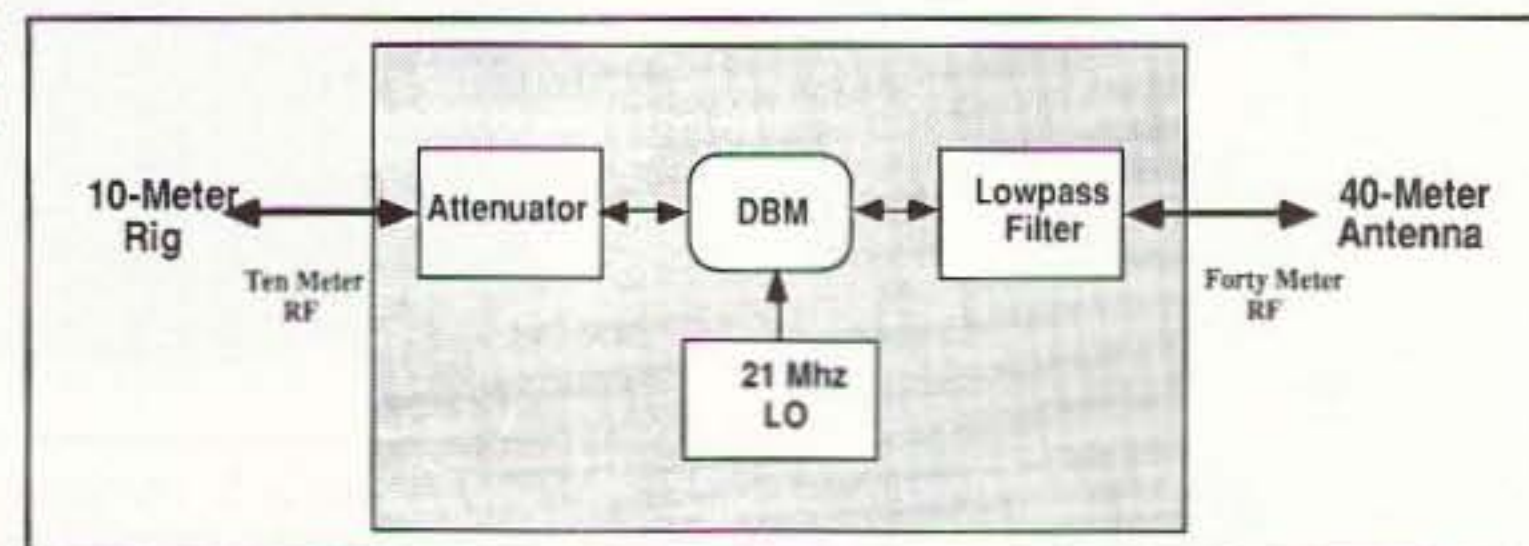 10-Meter
Rig
Ten Meter
RF
Attenuator
DBM
21 Mhz
LO
Lowpass
Filter
Forty Meter
RF
40-Meter
Antenna